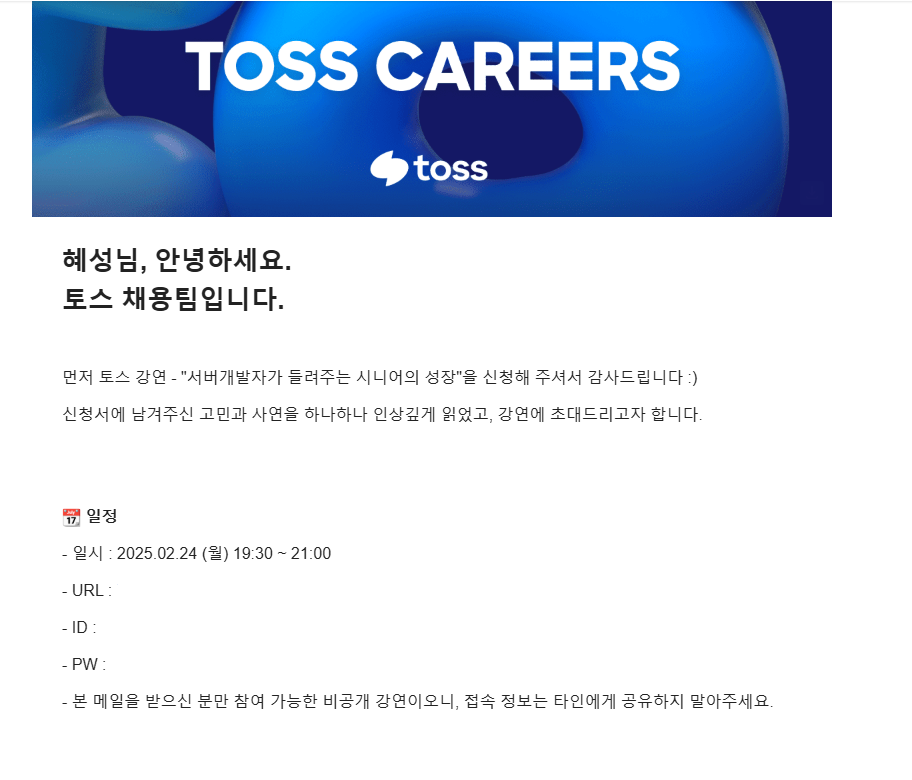 TOSS CAREERS
toss
혜성님, 안녕하세요.
토스 채용팀입니다.
먼저 토스 강연 - "서버개발자가 들려주는 시니어의 성장"을 신청해 주셔서 감사드립니다 :)
신청서에 남겨주신 고민과 사연을 하나하나 인상깊게 읽었고, 강연에 초대드리고자 합니다.
📆 일정
- 일시 : 2025.02.24 (월) 19:30 ~ 21:00
- URL :
- ID :
- PW :
- 본 메일을 받으신 분만 참여 가능한 비공개 강연이오니, 접속 정보는 타인에게 공유하지 말아주세요.